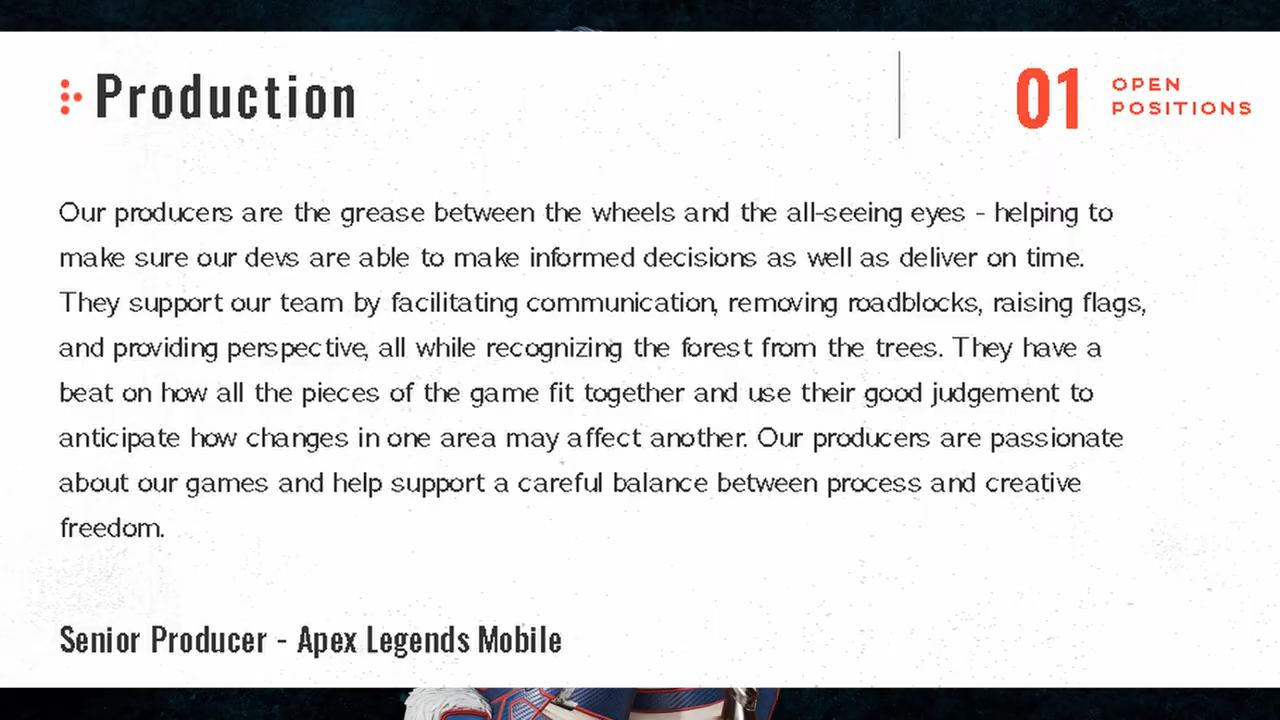 Production
01 OPEN
POSITIONS
Our producers are the grease between the wheels and the all-seeing eyes - helping to
make sure our devs are able to make informed decisions as well as deliver on time.
They support our team by facilitating communication, removing roadblocks, raising flags,
and providing perspective, all while recognizing the forest from the trees. They have a
beat on how all the pieces of the game fit together and use their good judgement to
anticipate how changes in one area may affect another. Our producers are passionate
about our games and help support a careful balance between process and creative
freedom.
Senior Producer - Apex Legends Mobile